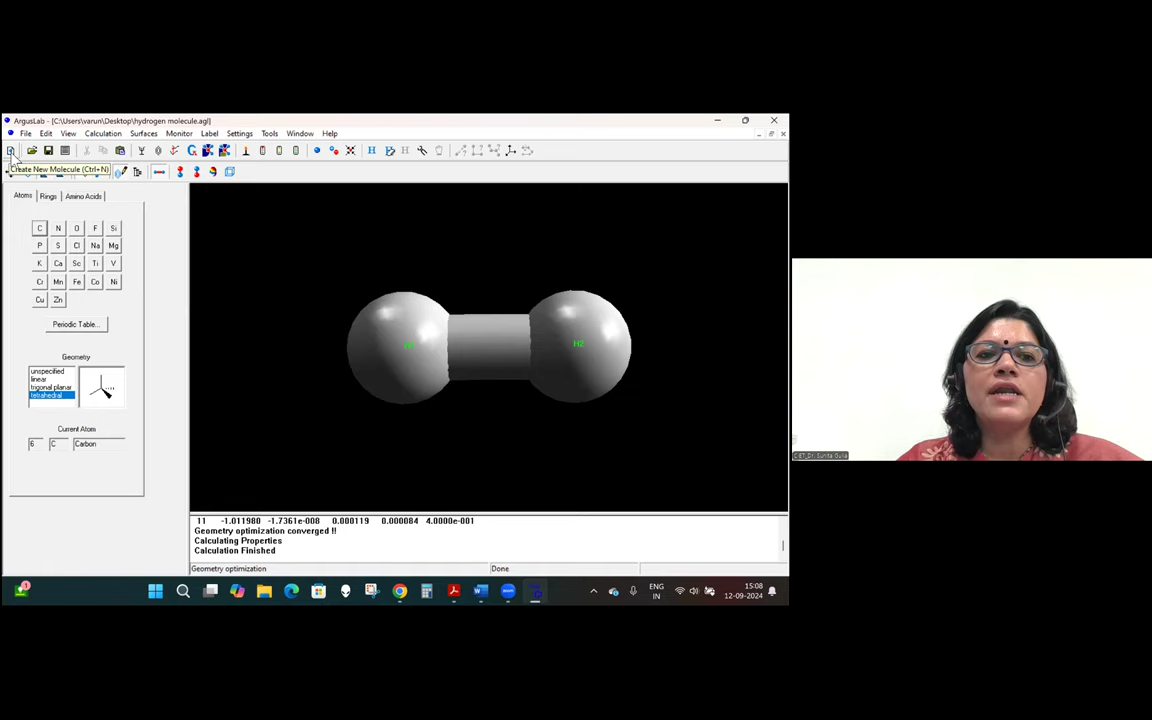 ArgusLab - [C:\Users\varun\Desktop\hydrogen molecule.agl]
File Edit View Calculation Surfaces Monitor Label Settings Tools Window Help
Create New Molecule (Ctrl+N)
Atoms Rings Amino Acids
C N O F Si
P S Cl Na Mg
K Ca Sc Ti V
Cr Mn Fe Co Ni
Cu Zn
Periodic Table...
Geometry
unspecified
linear
trigonal planar
tetrahedral
Current Atom
6 C Carbon
H2
11 -1.011980 -1.7361e-008 0.000119 0.000084 4.0000e-001
Geometry optimization converged !!
Calculating Properties
Calculation Finished
Geometry optimization Done
ENG
IN
15:08
12-09-2024